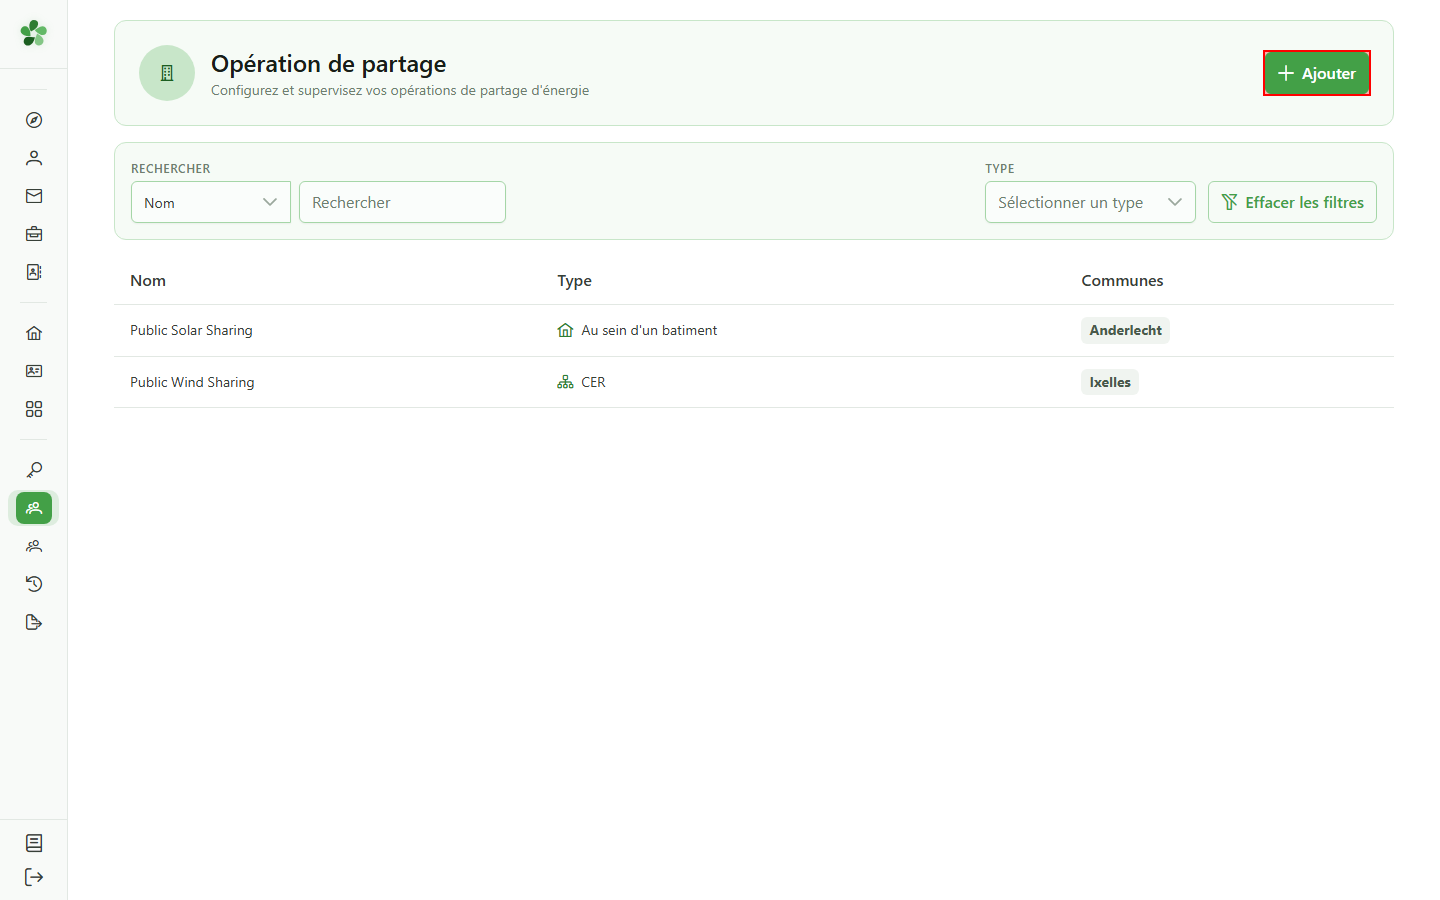 Opération de partage
Configurez et supervisez vos opérations de partage d'énergie
Ajouter
RECHERCHER
TYPE
Nom
Rechercher
Sélectionner un type
Effacer les filtres
Nom Type Communes
Public Solar Sharing Au sein d'un batiment Anderlecht
Public Wind Sharing CER Ixelles